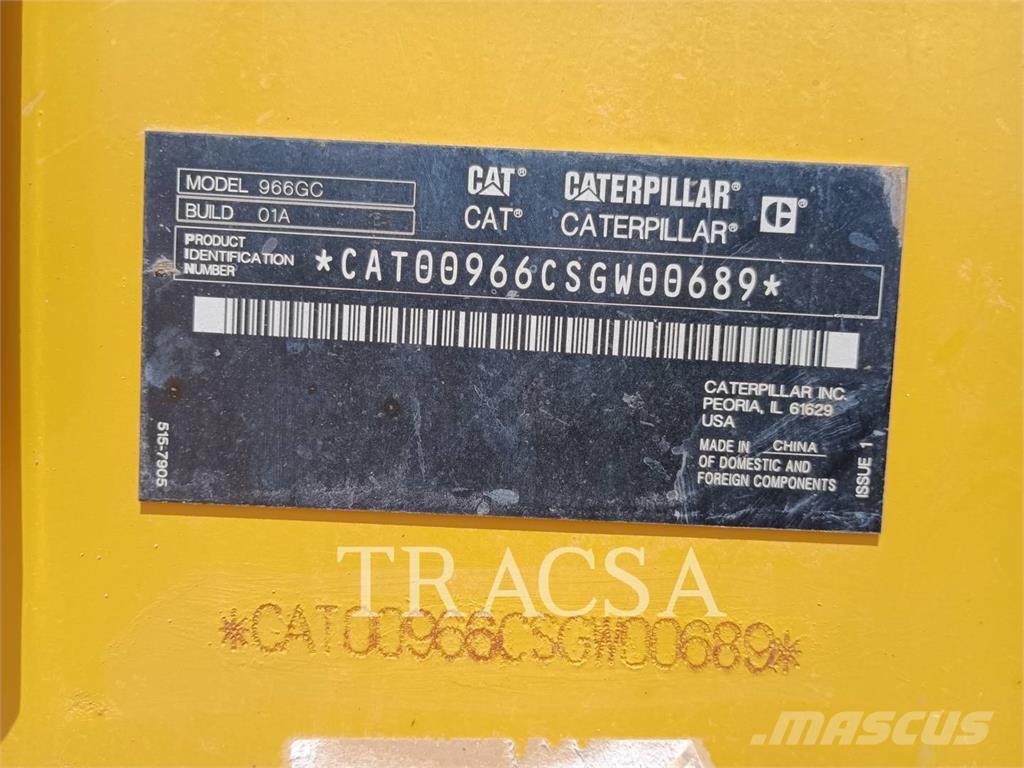 MODEL 966GC
BUILD 01A
CAT® CATERPILLAR®
CAT® CATERPILLAR® C®
PRODUCT
IDENTIFICATION
NUMBER
*CAT00966CSGW00689*
CATERPILLAR INC.
PEORIA, IL 61629
USA
MADE IN CHINA
OF DOMESTIC AND
FOREIGN COMPONENTS
515-7905
ISSUE 1
TRACSA
*CAT00966CSGW00689*
MASCUS